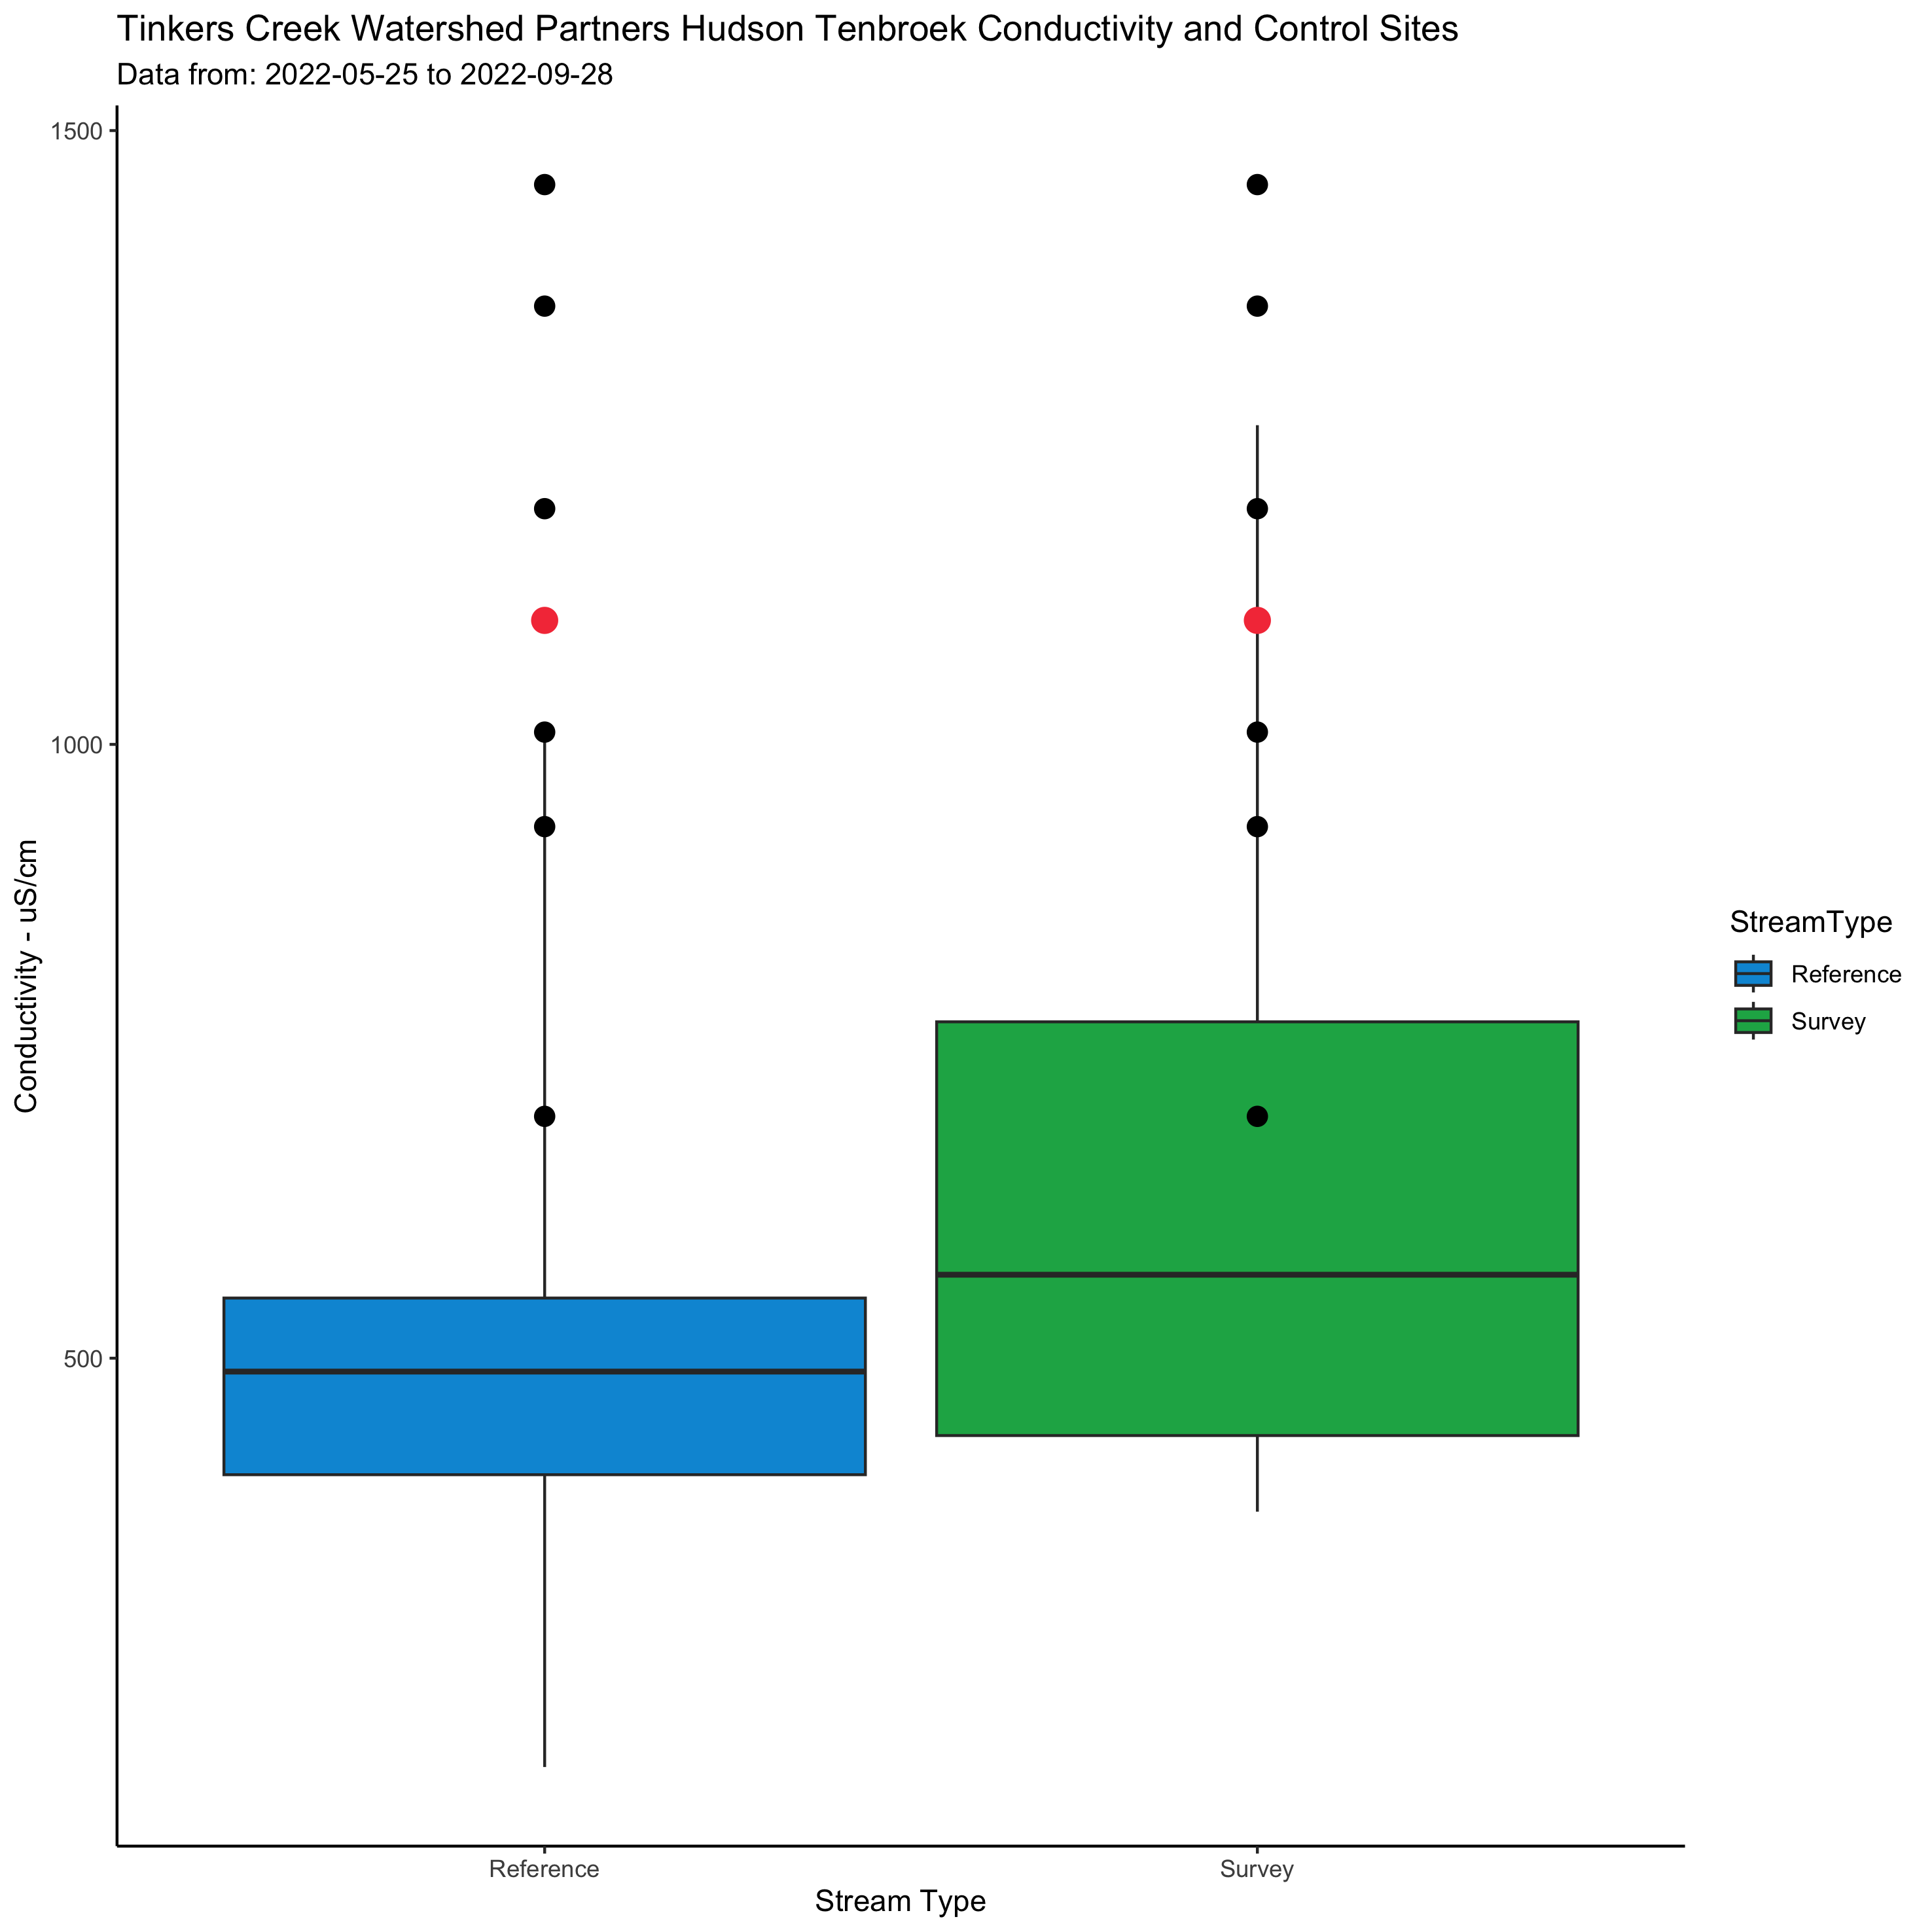 Tinkers Creek Watershed Partners Hudson Tenbroek Conductivity and Control Sites
Data from: 2022-05-25 to 2022-09-28
1500
1000
500
Conductivity - uS/cm
Reference
Survey
Stream Type
StreamType
Reference
Survey